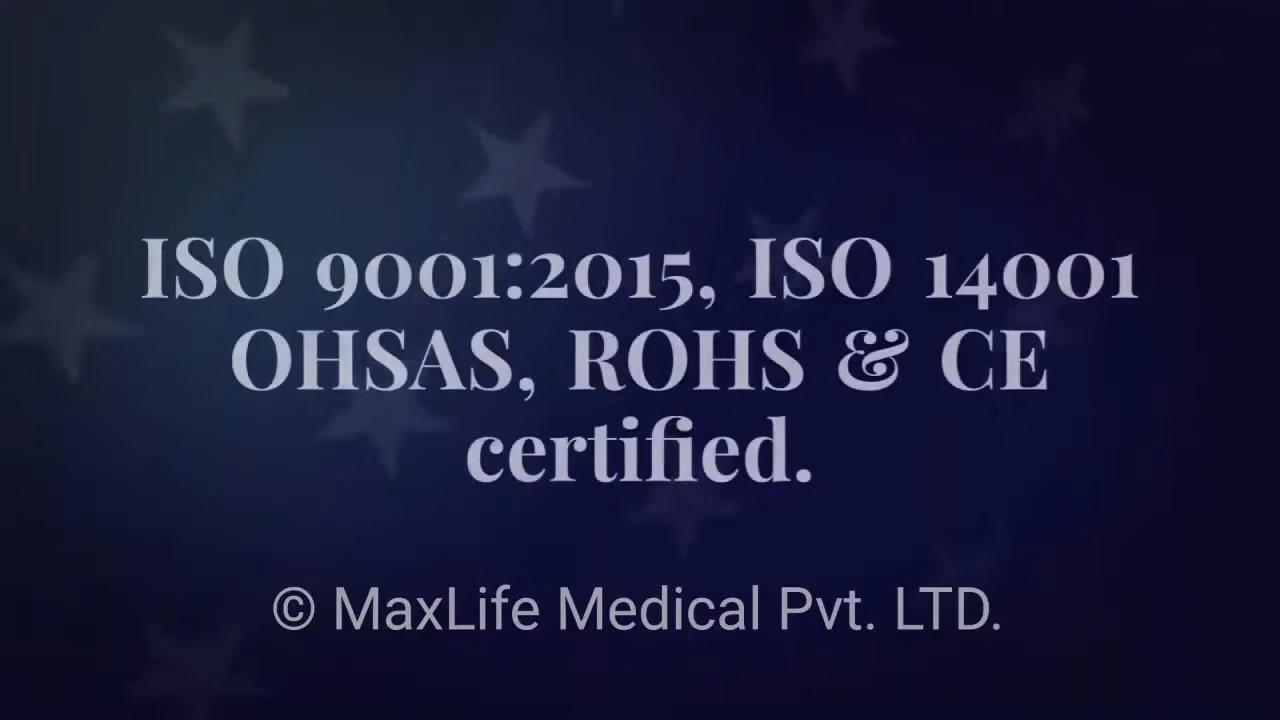 ISO 9001:2015, ISO 14001
OHSAS, ROHS & CE
certified.
© MaxLife Medical Pvt. LTD.